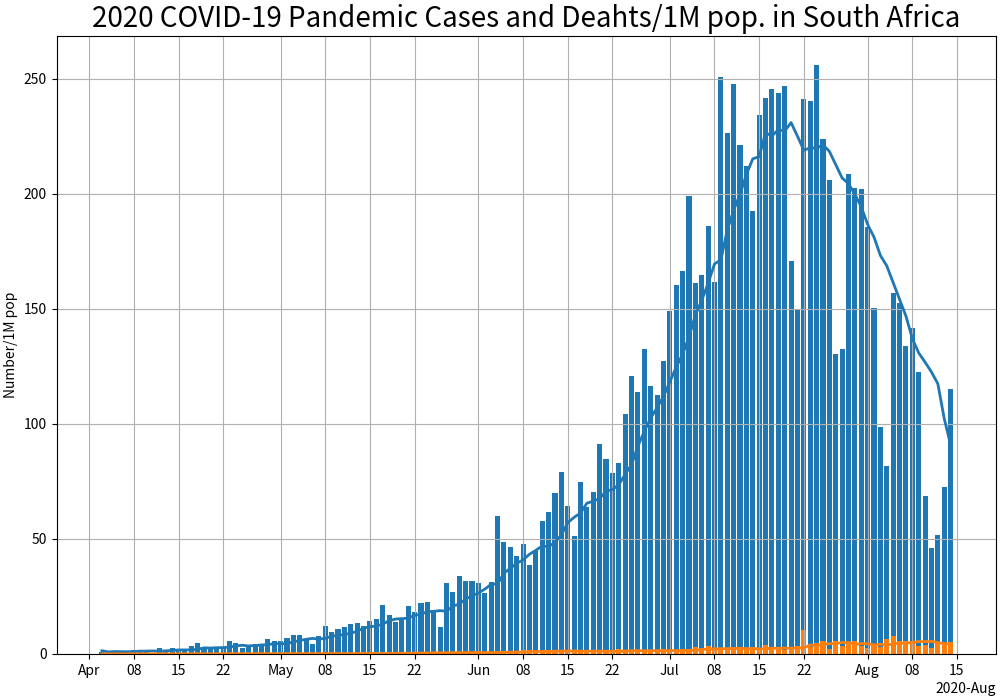 2020 COVID-19 Pandemic Cases and Deahts/1M pop. in South Africa
Number/1M pop
250
200
150
100
50
0
Apr 08 15 22 May 08 15 22 Jun 08 15 22 Jul 08 15 22 Aug 08 15
2020-Aug